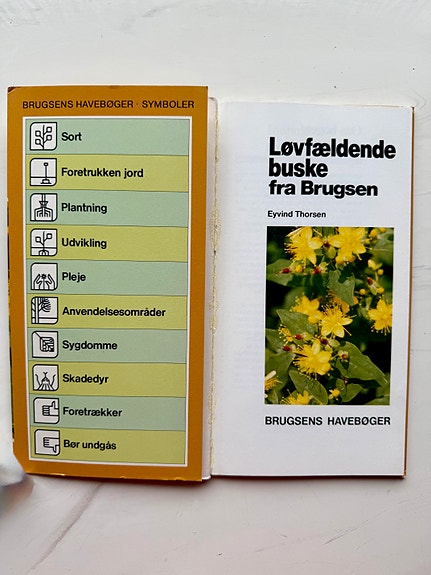 BRUGSENS HAVEBØGER · SYMBOLER
Sort
Foretrukken jord
Plantning
Udvikling
Pleje
Anvendelsesområder
Sygdomme
Skadedyr
Foretrækker
Bør undgås
Løvfældende
buske
fra Brugsen
Eyvind Thorsen
BRUGSENS HAVEBØGER